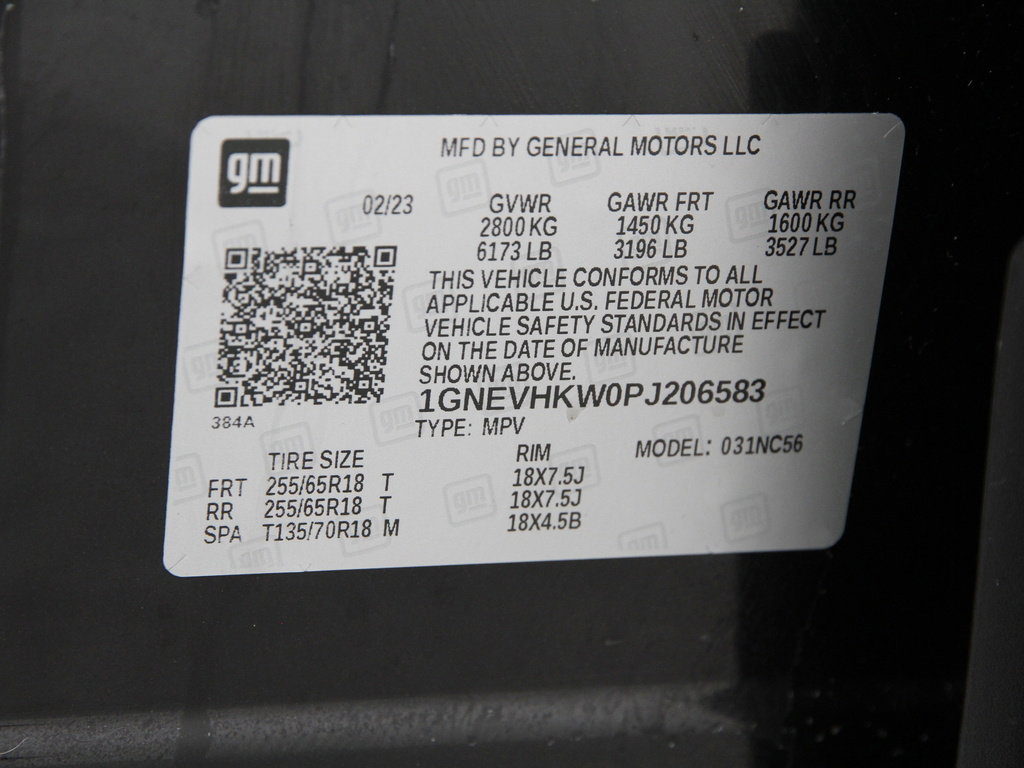 gm
MFD BY GENERAL MOTORS LLC
02/23 GVWR GAWR FRT GAWR RR
2800 KG 1450 KG 1600 KG
6173 LB 3196 LB 3527 LB
THIS VEHICLE CONFORMS TO ALL
APPLICABLE U.S. FEDERAL MOTOR
VEHICLE SAFETY STANDARDS IN EFFECT
ON THE DATE OF MANUFACTURE
SHOWN ABOVE.
1GNEVHKW0PJ206583
384A
TYPE: MPV
MODEL: 031NC56
TIRE SIZE RIM
FRT 255/65R18 T 18X7.5J
RR 255/65R18 T 18X7.5J
SPA T135/70R18 M 18X4.5B